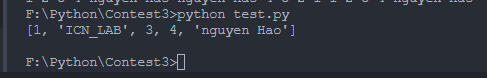 F:\Python\Contest3>python test.py
[1, 'ICN_LAB', 3, 4, 'nguyen Hao']
F:\Python\Contest3>